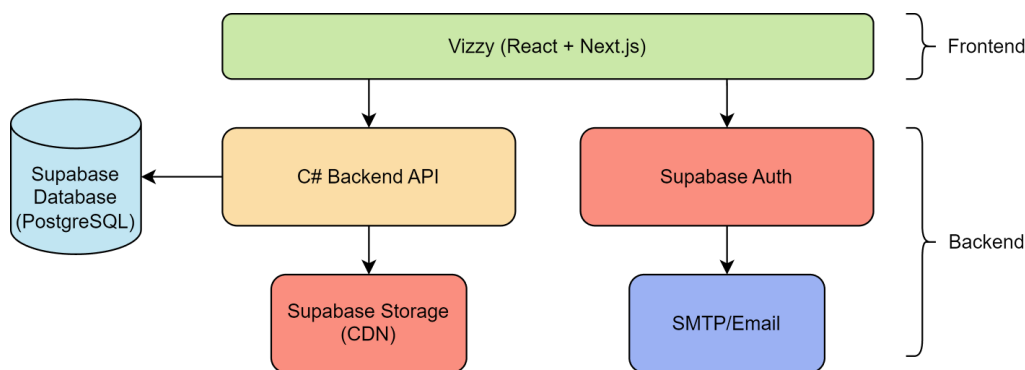 Vizzy (React + Next.js)
Frontend
Supabase
Database
(PostgreSQL)
C# Backend API
Supabase Auth
Backend
Supabase Storage
(CDN)
SMTP/Email